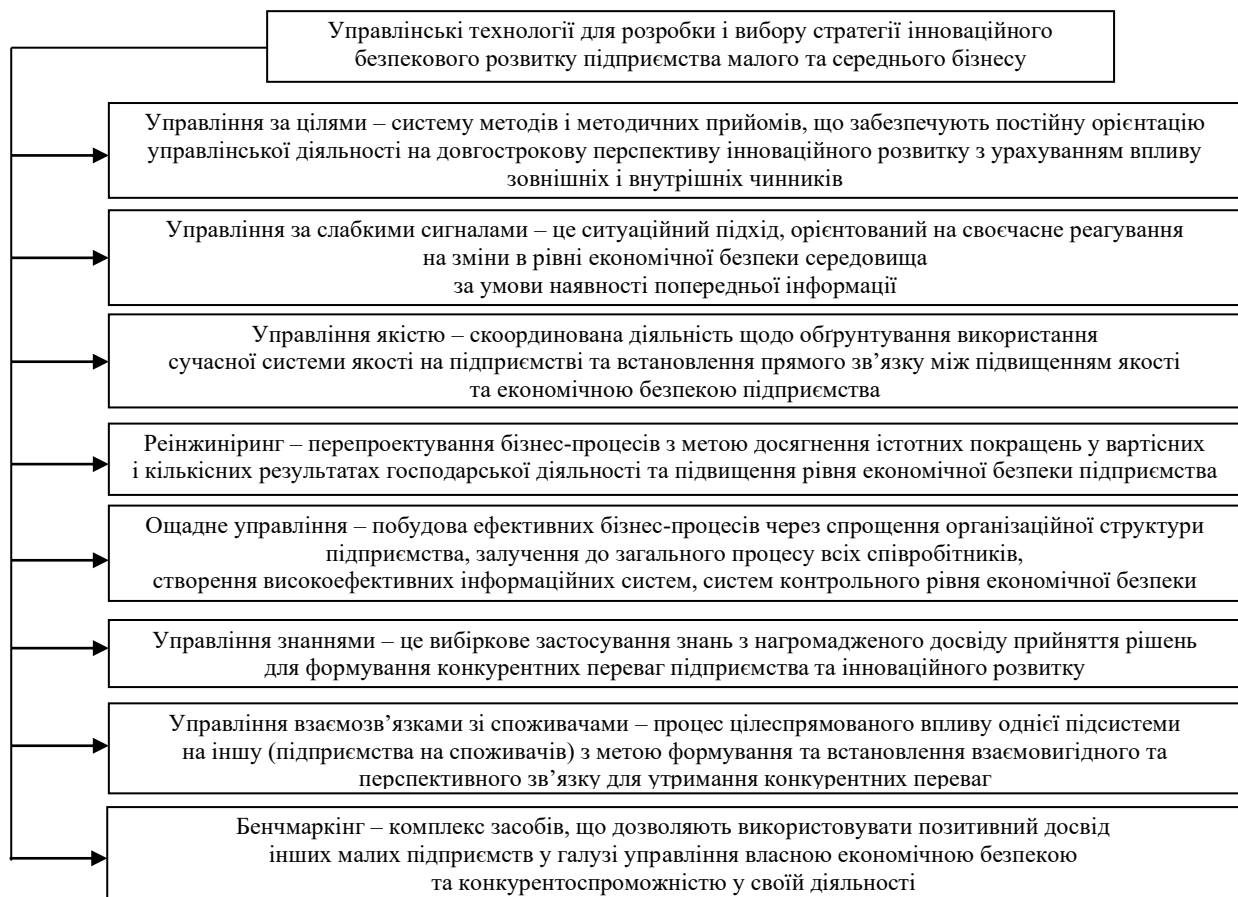 Управлінські технології для розробки і вибору стратегії інноваційного
безпекового розвитку підприємства малого та середнього бізнесу
Управління за цілями – систему методів і методичних прийомів, що забезпечують постійну орієнтацію
управлінської діяльності на довгострокову перспективу інноваційного розвитку з урахуванням впливу
зовнішніх і внутрішніх чинників
Управління за слабкими сигналами – це ситуаційний підхід, орієнтований на своєчасне реагування
на зміни в рівні економічної безпеки середовища
за умови наявності попередньої інформації
Управління якістю – скоординована діяльність щодо обґрунтування використання
сучасної системи якості на підприємстві та встановлення прямого зв’язку між підвищенням якості
та економічною безпекою підприємства
Реінжиніринг – перепроектування бізнес-процесів з метою досягнення істотних покращень у вартісних
і кількісних результатах господарської діяльності та підвищення рівня економічної безпеки підприємства
Ощадне управління – побудова ефективних бізнес-процесів через спрощення організаційної структури
підприємства, залучення до загального процесу всіх співробітників,
створення високоефективних інформаційних систем, систем контрольного рівня економічної безпеки
Управління знаннями – це вибіркове застосування знань з нагромадженого досвіду прийняття рішень
для формування конкурентних переваг підприємства та інноваційного розвитку
Управління взаємозв’язками зі споживачами – процес цілеспрямованого впливу однієї підсистеми
на іншу (підприємства на споживачів) з метою формування та встановлення взаємовигідного та
перспективного зв’язку для утримання конкурентних переваг
Бенчмаркінг – комплекс засобів, що дозволяють використовувати позитивний досвід
інших малих підприємств у галузі управління власною економічною безпекою
та конкурентоспроможністю у своїй діяльності